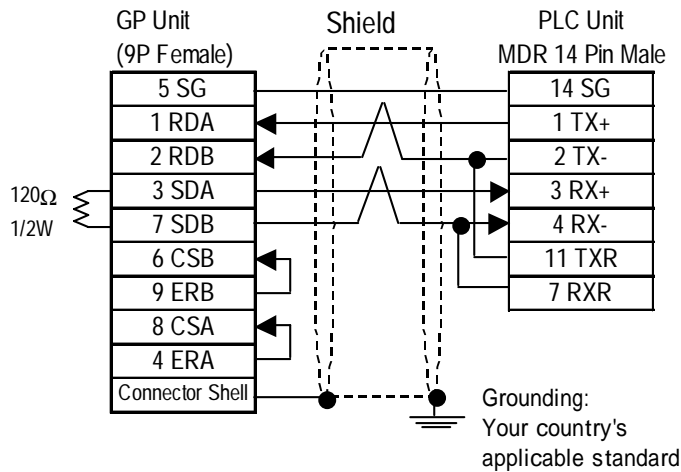 GP Unit
(9P Female)
Shield
PLC Unit
MDR 14 Pin Male
5 SG
14 SG
1 RDA
1 TX+
2 RDB
2 TX-
120Ω
1/2W
3 SDA
3 RX+
7 SDB
4 RX-
6 CSB
11 TXR
9 ERB
7 RXR
8 CSA
4 ERA
Connector Shell
Grounding:
Your country's
applicable standard